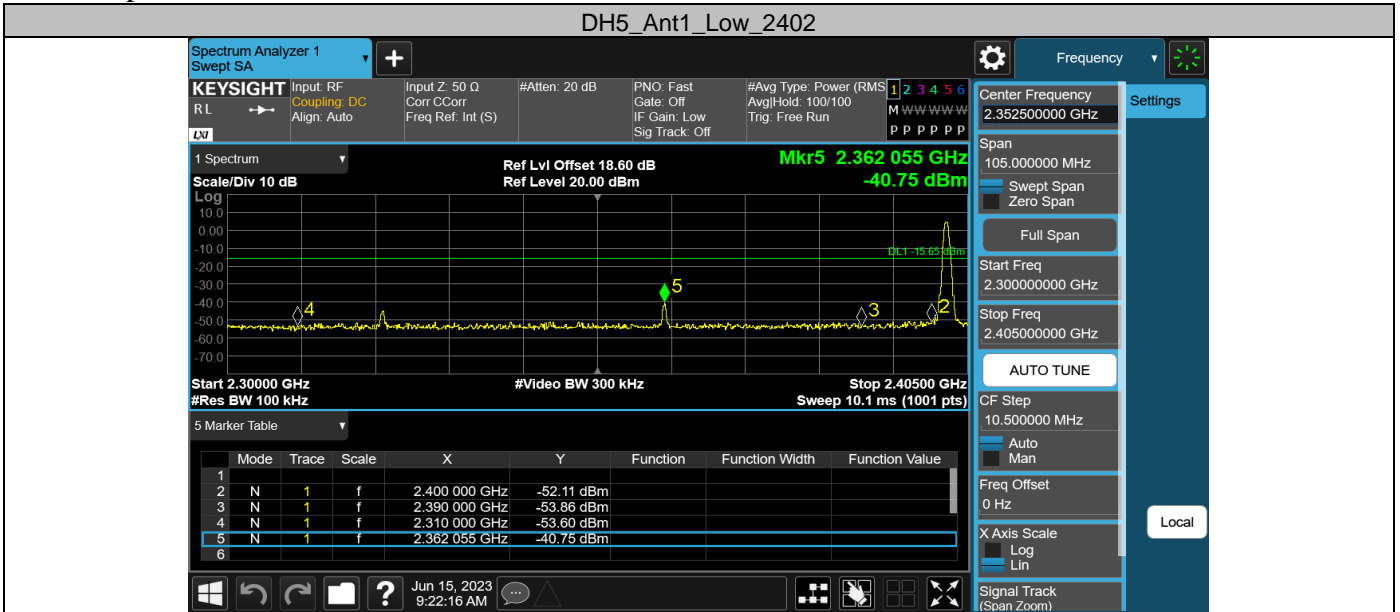 DH5_Ant1_Low_2402
Spectrum Analyzer 1
Swept SA
Frequency
KEYSIGHT
RL
LXI
Input: RF
Coupling: DC
Align: Auto
Input Z: 50 Ω
Corr CCorr
Freq Ref: Int (S)
#Atten: 20 dB
PNO: Fast
Gate: Off
IF Gain: Low
Sig Track: Off
#Avg Type: Power (RMS
Avg|Hold: 100/100
Trig: Free Run
1 2 3 4 5 6
M W W W W W
P P P P P P
Center Frequency
2.352500000 GHz
Settings
Span
105.000000 MHz
Swept Span
Zero Span
Full Span
Start Freq
2.300000000 GHz
Stop Freq
2.405000000 GHz
AUTO TUNE
CF Step
10.500000 MHz
Auto
Man
Freq Offset
0 Hz
X Axis Scale
Log
Lin
Signal Track
(Span Zoom)
Local
1 Spectrum
Scale/Div 10 dB
Ref Lvl Offset 18.60 dB
Ref Level 20.00 dBm
Mkr5 2.362 055 GHz
-40.75 dBm
Log
10.0
0.00
-10.0
-20.0
-30.0
-40.0
-50.0
-60.0
-70.0
DL1 -15.65 dBm
4
5
3
2
Start 2.30000 GHz
#Video BW 300 kHz
Stop 2.40500 GHz
#Res BW 100 kHz
Sweep 10.1 ms (1001 pts)
5 Marker Table
Mode Trace Scale X Y Function Function Width Function Value
1
2 N 1 f 2.400 000 GHz -52.11 dBm
3 N 1 f 2.390 000 GHz -53.86 dBm
4 N 1 f 2.310 000 GHz -53.60 dBm
5 N 1 f 2.362 055 GHz -40.75 dBm
6
?
Jun 15, 2023
9:22:16 AM